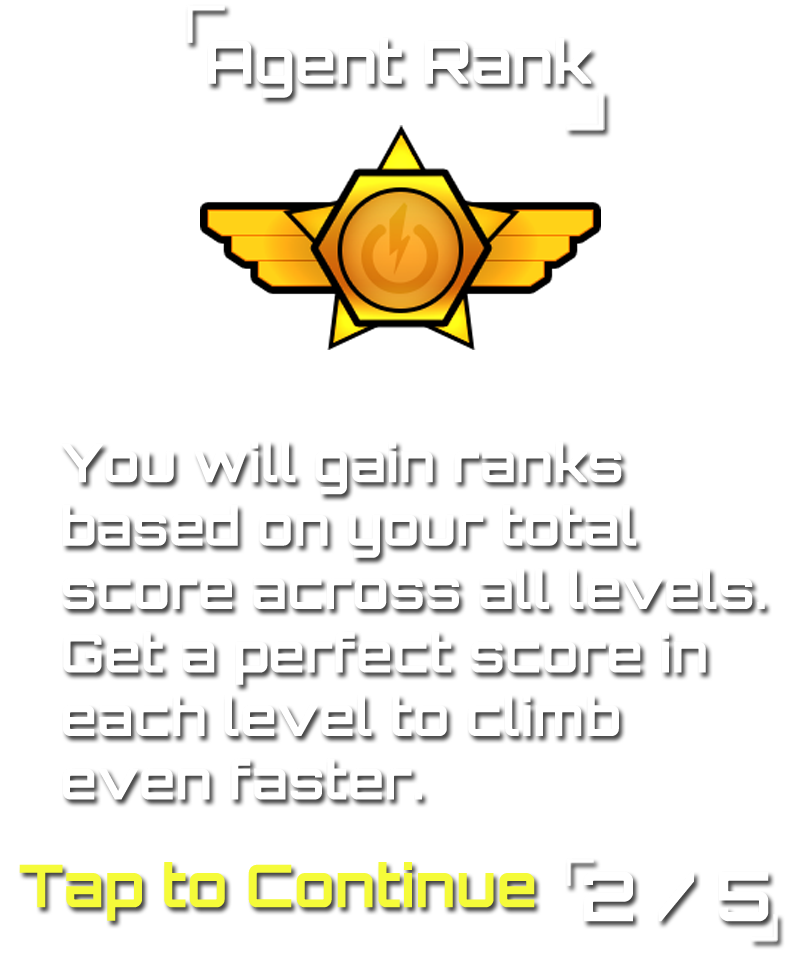 Agent Rank
You will gain ranks
based on your total
score across all levels.
Get a perfect score in
each level to climb
even faster.
Tap to Continue 2 / 5